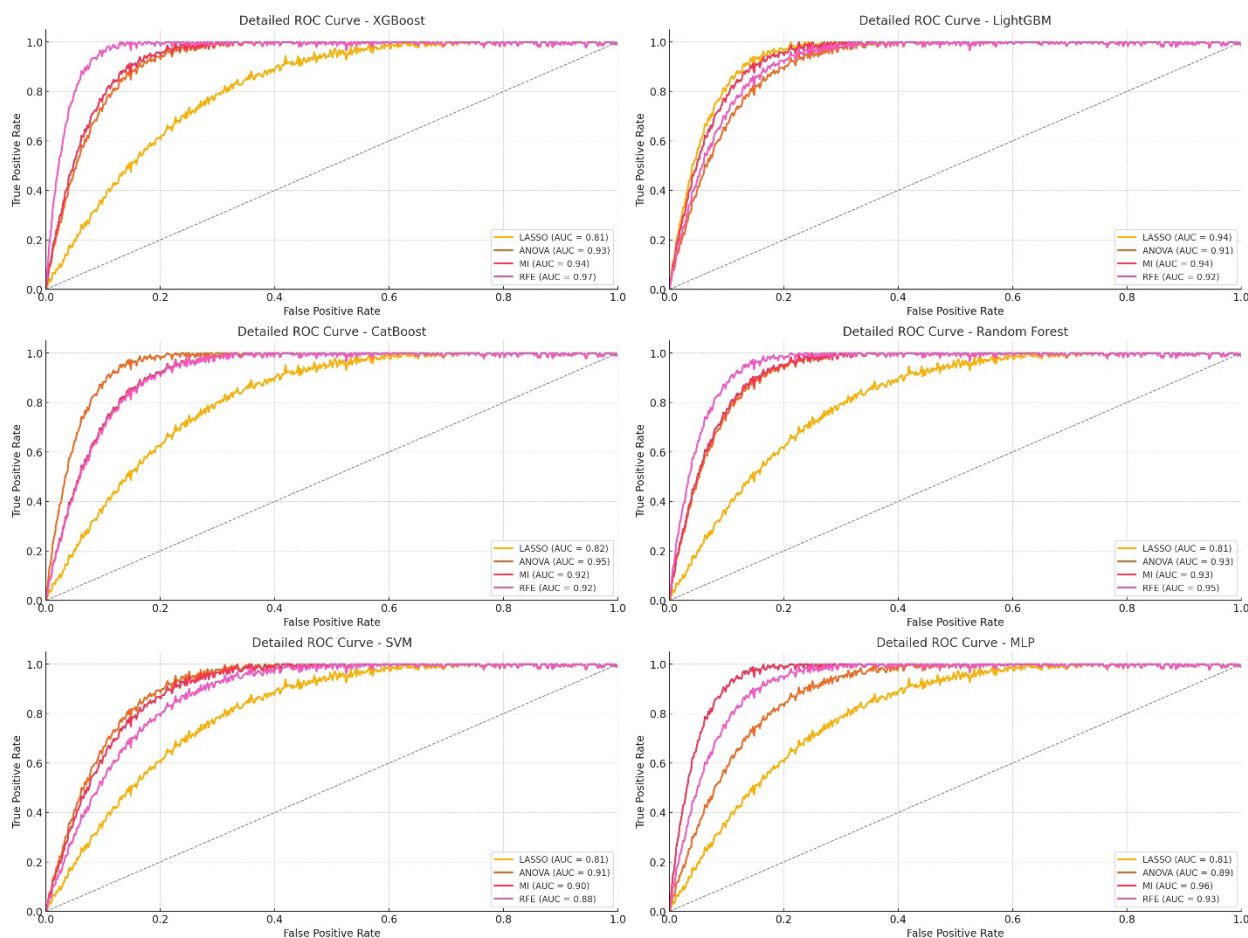 Detailed ROC Curve - XGBoost
True Positive Rate
1.0
0.8
0.6
0.4
0.2
0.0
LASSO (AUC = 0.81)
ANOVA (AUC = 0.93)
MI (AUC = 0.94)
RFE (AUC = 0.97)
0.0 0.2 0.4 0.6 0.8 1.0
False Positive Rate
Detailed ROC Curve - LightGBM
True Positive Rate
1.0
0.8
0.6
0.4
0.2
0.0
LASSO (AUC = 0.94)
ANOVA (AUC = 0.91)
MI (AUC = 0.94)
RFE (AUC = 0.92)
0.0 0.2 0.4 0.6 0.8 1.0
False Positive Rate
Detailed ROC Curve - CatBoost
True Positive Rate
1.0
0.8
0.6
0.4
0.2
0.0
LASSO (AUC = 0.82)
ANOVA (AUC = 0.95)
MI (AUC = 0.92)
RFE (AUC = 0.92)
0.0 0.2 0.4 0.6 0.8 1.0
False Positive Rate
Detailed ROC Curve - Random Forest
True Positive Rate
1.0
0.8
0.6
0.4
0.2
0.0
LASSO (AUC = 0.81)
ANOVA (AUC = 0.93)
MI (AUC = 0.93)
RFE (AUC = 0.95)
0.0 0.2 0.4 0.6 0.8 1.0
False Positive Rate
Detailed ROC Curve - SVM
True Positive Rate
1.0
0.8
0.6
0.4
0.2
0.0
LASSO (AUC = 0.81)
ANOVA (AUC = 0.91)
MI (AUC = 0.90)
RFE (AUC = 0.88)
0.0 0.2 0.4 0.6 0.8 1.0
False Positive Rate
Detailed ROC Curve - MLP
True Positive Rate
1.0
0.8
0.6
0.4
0.2
0.0
LASSO (AUC = 0.81)
ANOVA (AUC = 0.89)
MI (AUC = 0.96)
RFE (AUC = 0.93)
0.0 0.2 0.4 0.6 0.8 1.0
False Positive Rate